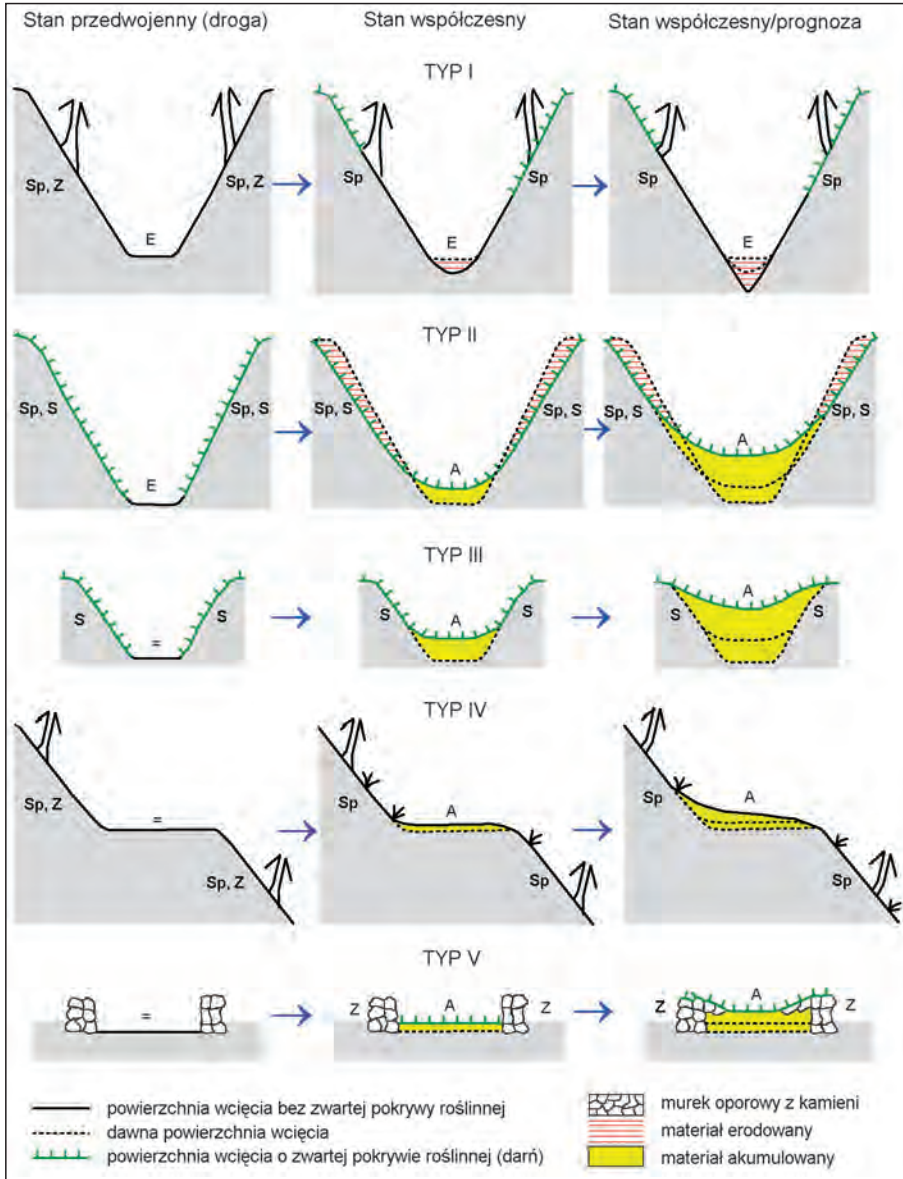 Stan przedwojenny (droga) Stan współczesny Stan współczesny/prognoza
TYP I
Sp, Z E Sp, Z Sp E Sp Sp E Sp
TYP II
Sp, S E Sp, S Sp, S A Sp, S Sp, S A Sp, S
TYP III
S = S S A S S A S
TYP IV
Sp, Z = Sp, Z Sp A Sp Sp A Sp
TYP V
= Z A Z Z A Z
powierzchnia wcięcia bez zwartej pokrywy roślinnej
dawna powierzchnia wcięcia
powierzchnia wcięcia o zwartej pokrywie roślinnej (darń)
murek oporowy z kamieni
materiał erodowany
materiał akumulowany